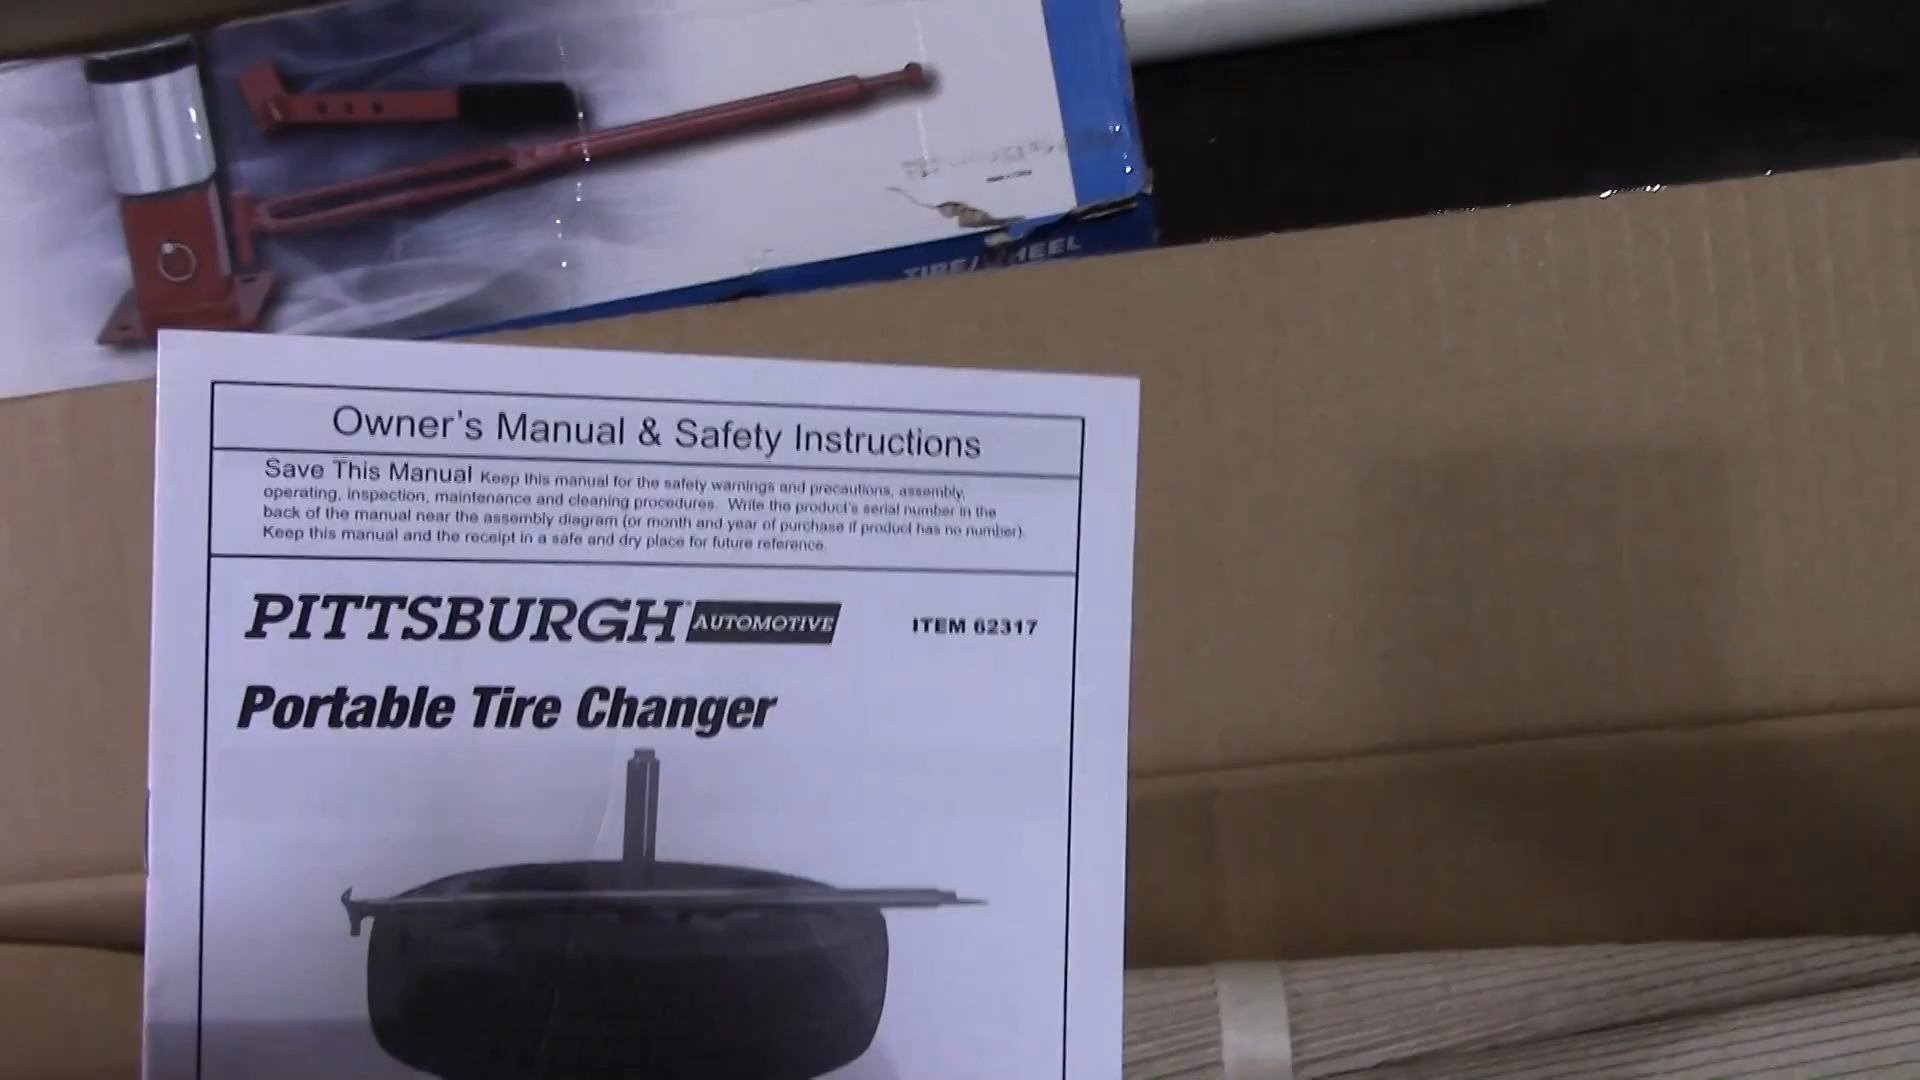 TIRE/WHEEL
Owner's Manual & Safety Instructions
Save This Manual Keep this manual for the safety warnings and precautions, assembly,
operating, inspection, maintenance and cleaning procedures. Write the product's serial number in the
back of the manual near the assembly diagram (or month and year of purchase if product has no number).
Keep this manual and the receipt in a safe and dry place for future reference.
PITTSBURGH AUTOMOTIVE ITEM 62317
Portable Tire Changer